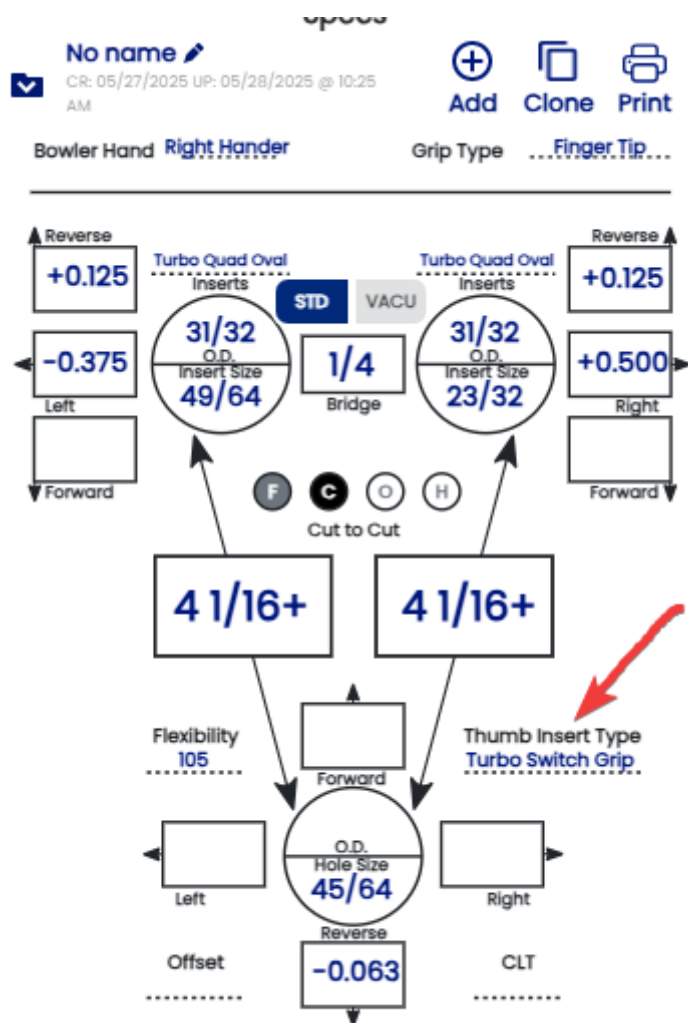 specs
No name
CR: 05/27/2025 UP: 05/28/2025 @ 10:25
AM
Add Clone Print
Bowler Hand Right Hander Grip Type Finger Tip
Reverse Reverse
+0.125 Turbo Quad Oval Turbo Quad Oval +0.125
Inserts Inserts
STD VACU
31/32 31/32
O.D. O.D.
-0.375 Insert Size 1/4 Insert Size +0.500
49/64 23/32
Left Bridge Right
Forward F C O H Forward
Cut to Cut
4 1/16+ 4 1/16+
Flexibility Thumb Insert Type
105 Turbo Switch Grip
Forward
O.D.
Hole Size
45/64
Left Right
Reverse
Offset -0.063 CLT